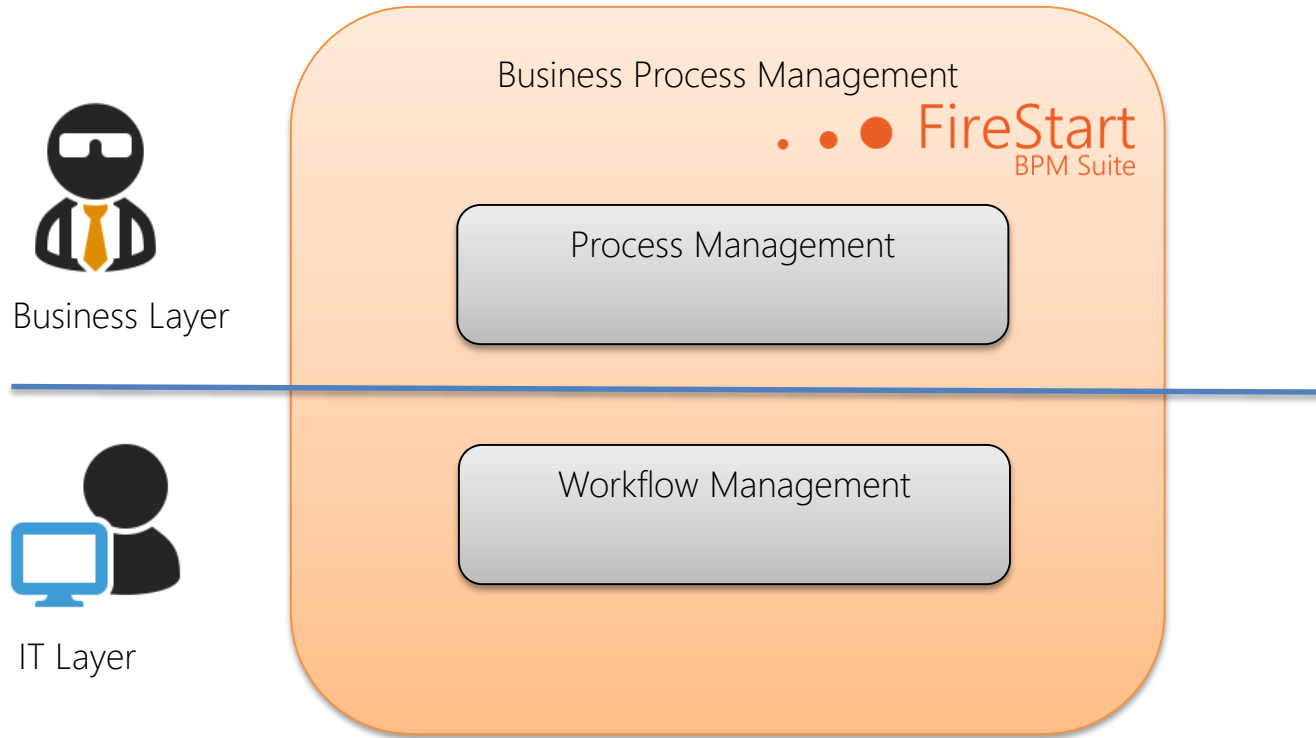 Business Process Management
FireStart
BPM Suite
Process Management
Business Layer
Workflow Management
IT Layer